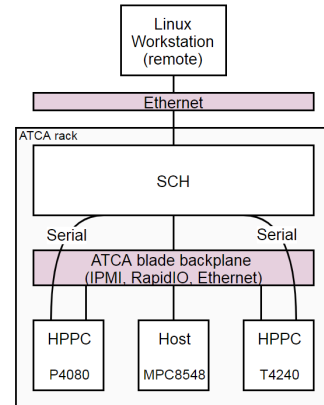 Linux
Workstation
(remote)
Ethernet
ATCA rack
SCH
Serial
Serial
ATCA blade backplane
(IPMI, RapidIO, Ethernet)
HPPC
P4080
Host
MPC8548
HPPC
T4240